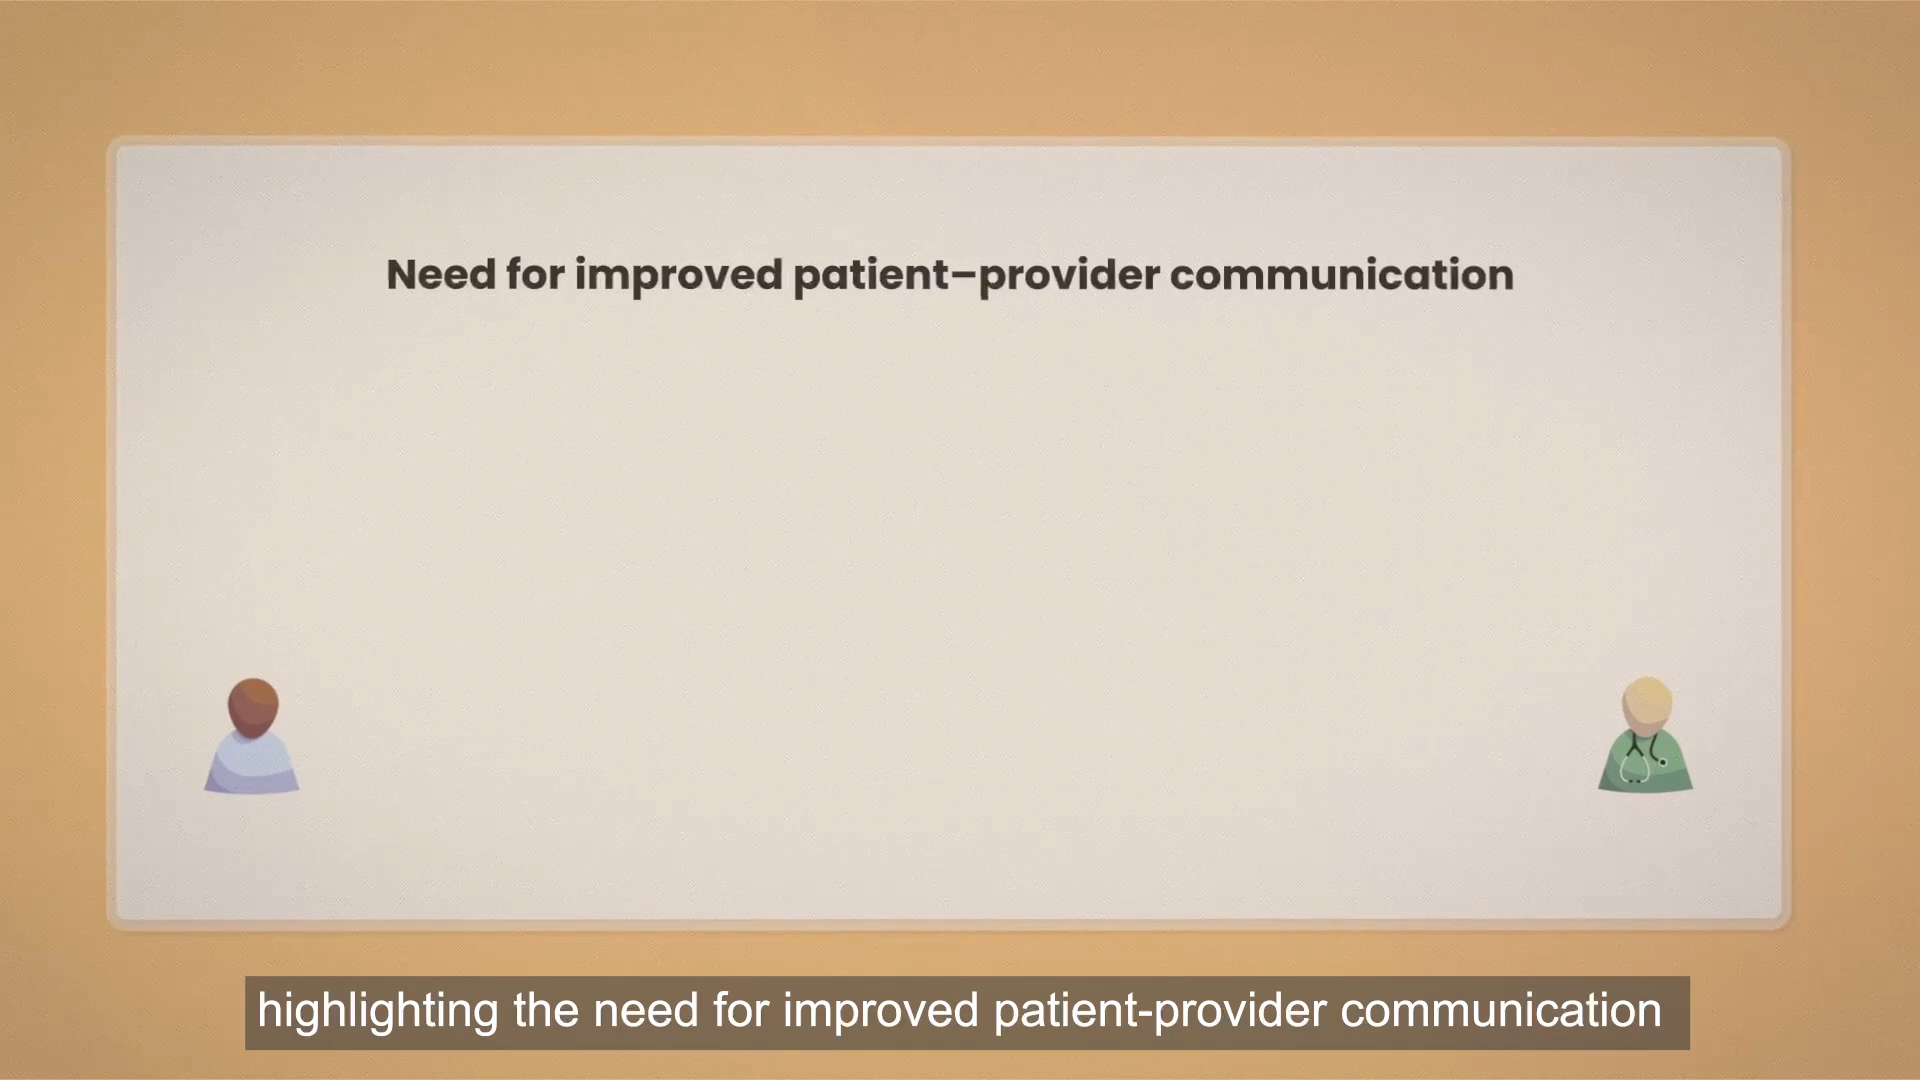 Need for improved patient–provider communication
highlighting the need for improved patient-provider communication